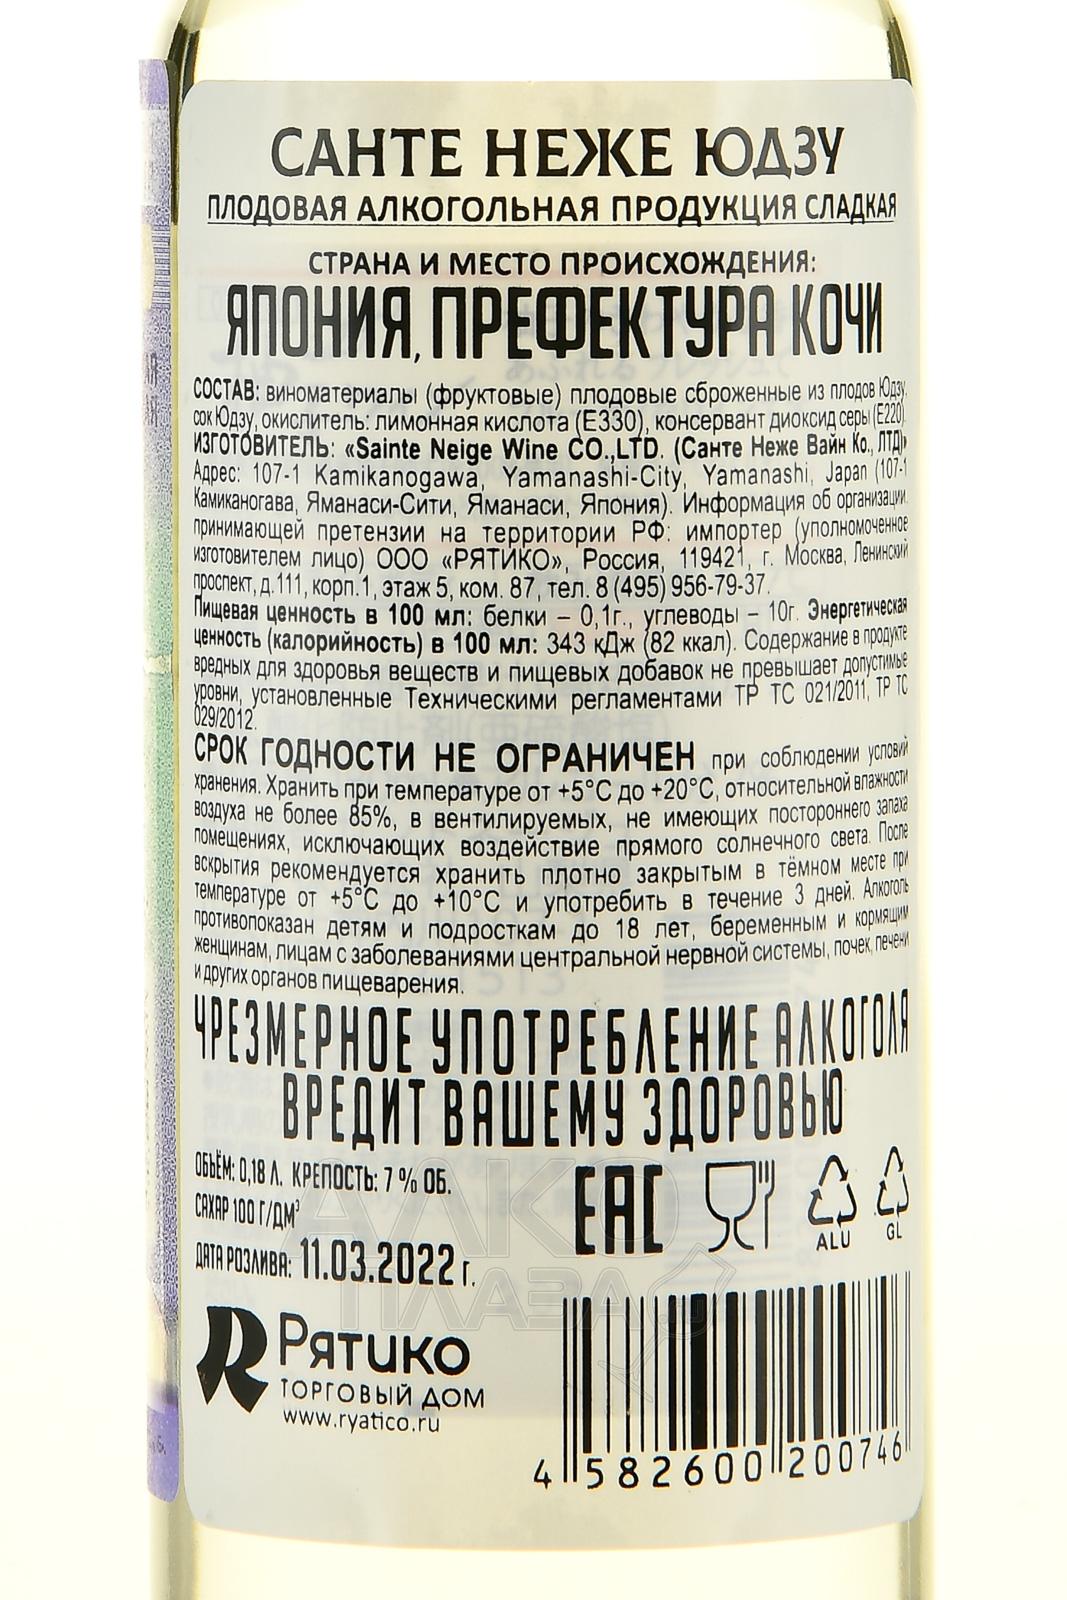 САНТЕ НЕЖЕ ЮДЗУ
ПЛОДОВАЯ АЛКОГОЛЬНАЯ ПРОДУКЦИЯ СЛАДКАЯ
СТРАНА И МЕСТО ПРОИСХОЖДЕНИЯ:
ЯПОНИЯ, ПРЕФЕКТУРА КОЧИ
СОСТАВ: виноматериалы (фруктовые) плодовые сброженные из плодов Юдзу,
сок Юдзу, окислитель: лимонная кислота (Е330), консервант диоксид серы (Е220).
ИЗГОТОВИТЕЛЬ: «Sainte Neige Wine CO.,LTD. (Санте Неже Вайн Ко., ЛТД)»
Адрес: 107-1 Kamikanogawa, Yamanashi-City, Yamanashi, Japan (107-1
Камиканогава, Яманаси-Сити, Яманаси, Япония). Информация об организации,
принимающей претензии на территории РФ: импортер (уполномоченное
изготовителем лицо) ООО «РЯТИКО», Россия, 119421, г. Москва, Ленинский
проспект, д.111, корп.1, этаж 5, ком. 87, тел. 8 (495) 956-79-37.
Пищевая ценность в 100 мл: белки – 0,1г., углеводы – 10г. Энергетическая
ценность (калорийность) в 100 мл: 343 кДж (82 ккал). Содержание в продукте
вредных для здоровья веществ и пищевых добавок не превышает допустимые
уровни, установленные Техническими регламентами ТР ТС 021/2011, ТР ТС
029/2012.
СРОК ГОДНОСТИ НЕ ОГРАНИЧЕН при соблюдении условий
хранения. Хранить при температуре от +5°С до +20°С, относительной влажности
воздуха не более 85%, в вентилируемых, не имеющих постороннего запаха
помещениях, исключающих воздействие прямого солнечного света. После
вскрытия рекомендуется хранить плотно закрытым в тёмном месте при
температуре от +5°С до +10°С и употребить в течение 3 дней. Алкоголь
противопоказан детям и подросткам до 18 лет, беременным и кормящим
женщинам, лицам с заболеваниями центральной нервной системы, почек, печени
и других органов пищеварения.
ЧРЕЗМЕРНОЕ УПОТРЕБЛЕНИЕ АЛКОГОЛЯ
ВРЕДИТ ВАШЕМУ ЗДОРОВЬЮ
ОБЪЁМ: 0,18 Л. КРЕПОСТЬ: 7 % ОБ.
САХАР 100 Г/ДМ³
ДАТА РОЗЛИВА: 11.03.2022 г.
ЕАС
ALU
GL
АЛКО
ПЛАЗА
Рятико
ТОРГОВЫЙ ДОМ
www.ryatico.ru
4 582600 200746